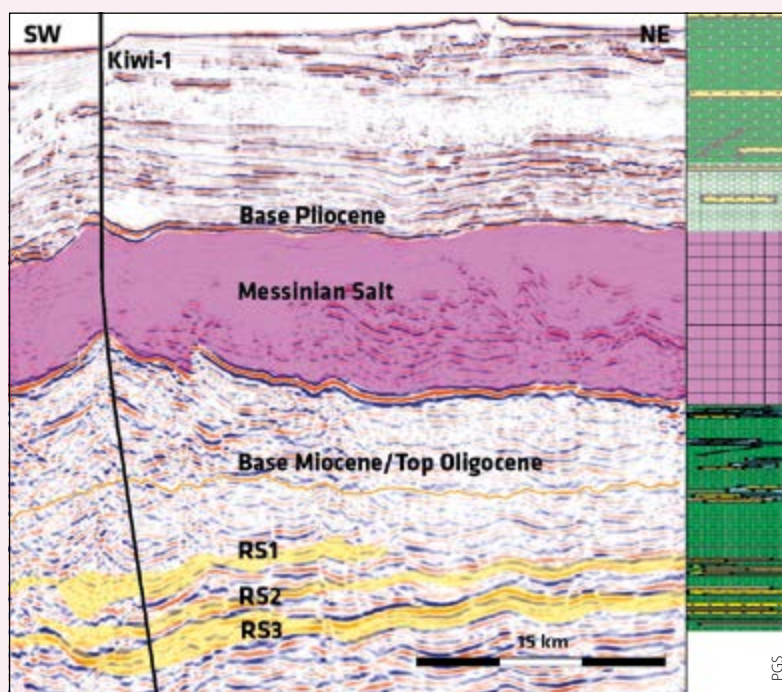 SW
NE
Kiwi-1
Base Pliocene
Messinian Salt
Base Miocene/Top Oligocene
RS1
RS2
RS3
15 km
PGS